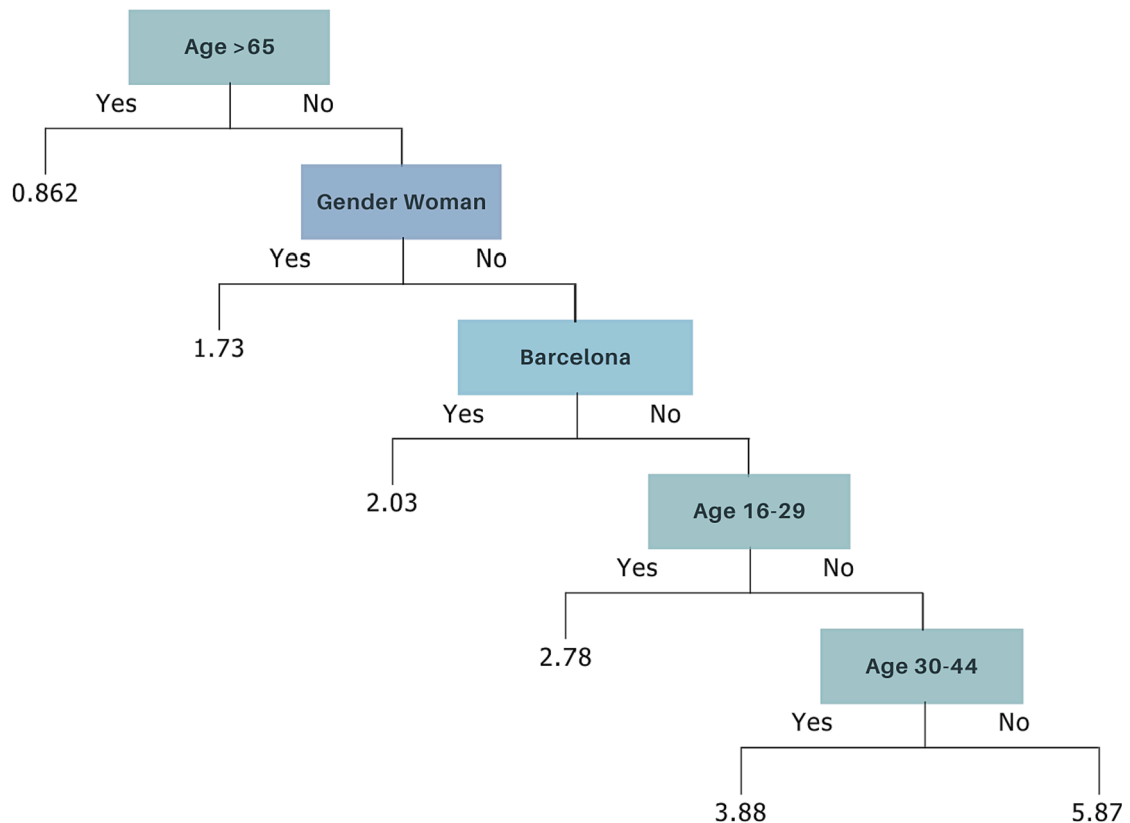 Age >65
Yes
No
0.862
Gender Woman
Yes
No
1.73
Barcelona
Yes
No
2.03
Age 16-29
Yes
No
2.78
Age 30-44
Yes
No
3.88
5.87